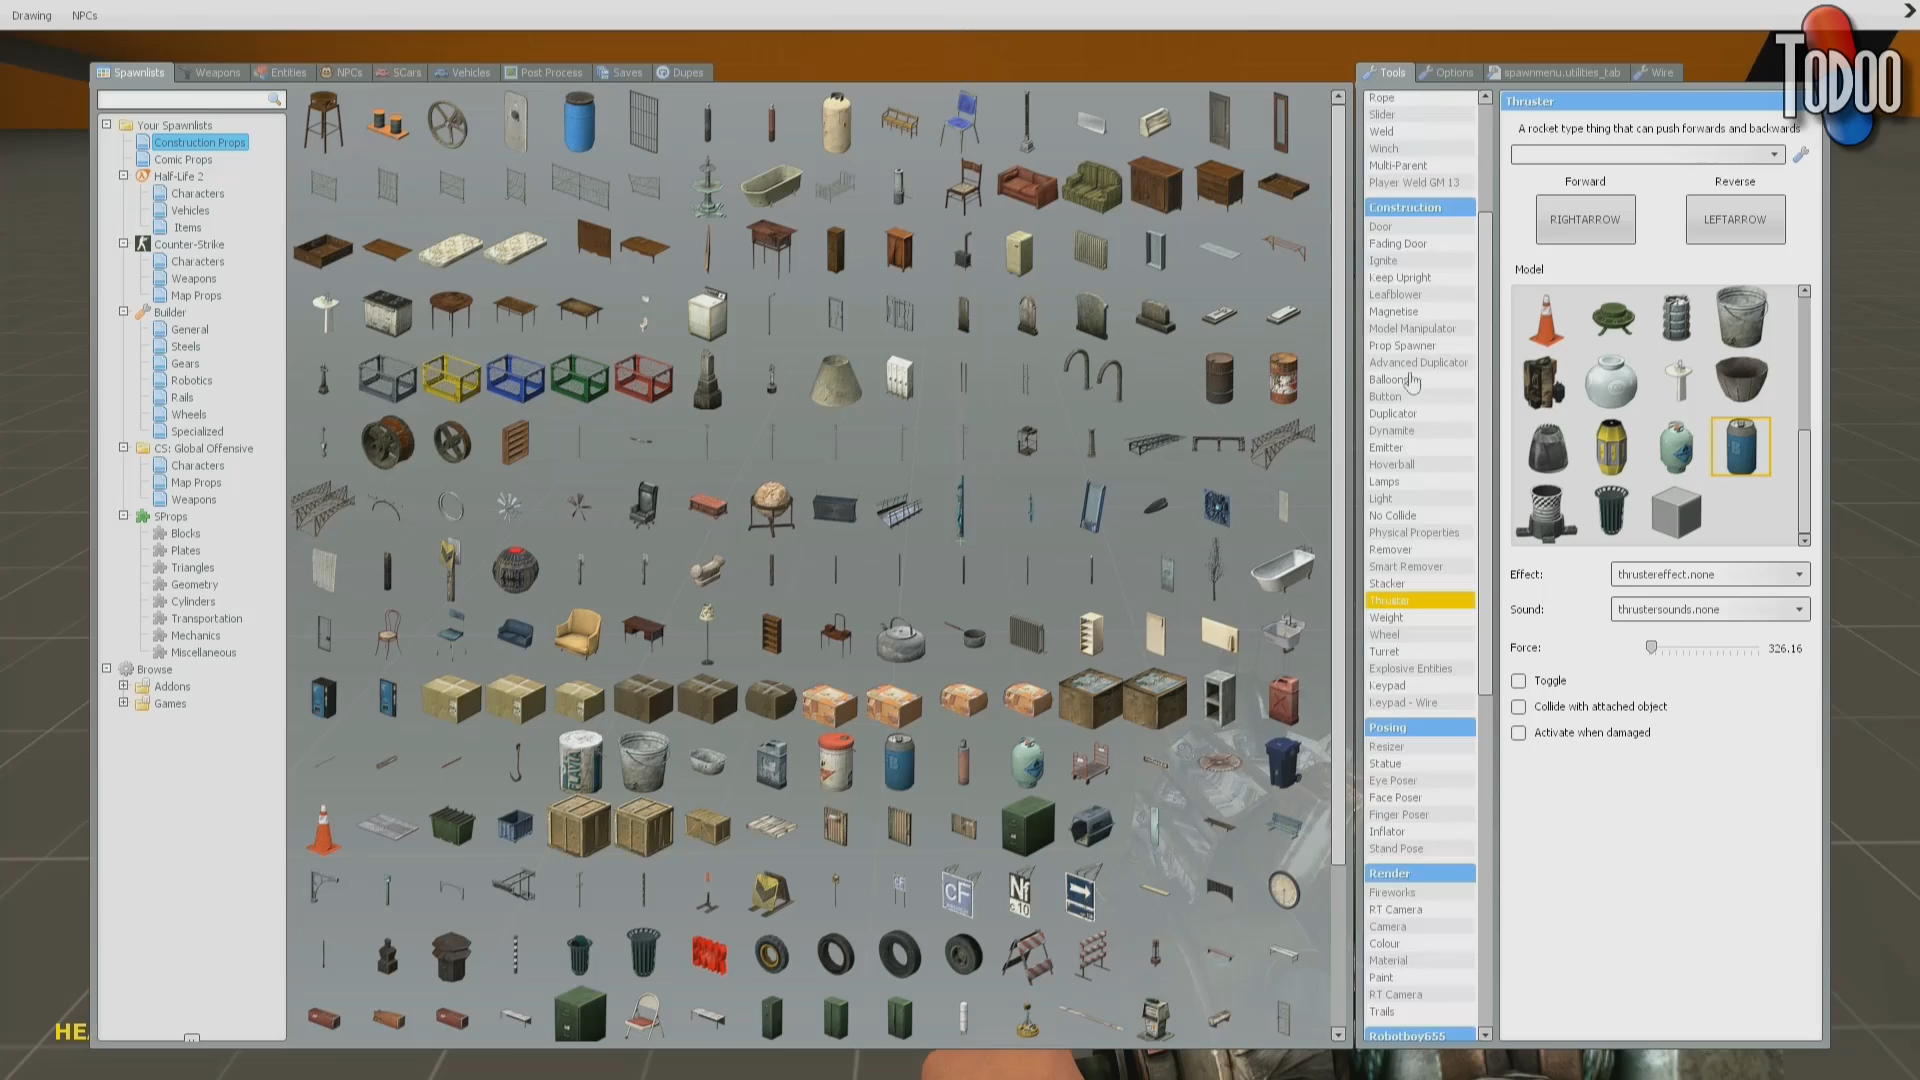 Drawing NPCs
TODOO
Spawnlists Weapons Entities NPCs SCars Vehicles Post Process Saves Dupes
Your Spawnlists
Construction Props
Comic Props
Half-Life 2
Characters
Vehicles
Items
Counter-Strike
Characters
Weapons
Map Props
Builder
General
Steels
Gears
Robotics
Rails
Wheels
Specialized
CS: Global Offensive
Characters
Map Props
Weapons
SProps
Blocks
Plates
Triangles
Geometry
Cylinders
Transportation
Mechanics
Miscellaneous
Browse
Addons
Games
HE
FLAVIA
CF
CF
Nf
c 10
Tools Options spawnmenu.utilities_tab Wire
Rope
Slider
Weld
Winch
Multi-Parent
Player Weld GM 13
Construction
Door
Fading Door
Ignite
Keep Upright
Leafblower
Magnetise
Model Manipulator
Prop Spawner
Advanced Duplicator
Balloons
Button
Duplicator
Dynamite
Emitter
Hoverball
Lamps
Light
No Collide
Physical Properties
Remover
Smart Remover
Stacker
Thruster
Weight
Wheel
Turret
Explosive Entities
Keypad
Keypad - Wire
Posing
Resizer
Statue
Eye Poser
Face Poser
Finger Poser
Inflator
Stand Pose
Render
Fireworks
RT Camera
Camera
Colour
Material
Paint
RT Camera
Trails
Robotboy655
Thruster
A rocket type thing that can push forwards and backwards
Forward Reverse
RIGHTARROW LEFTARROW
Model
Effect: thrustereffect.none
Sound: thrustersounds.none
Force: 326.16
Toggle
Collide with attached object
Activate when damaged